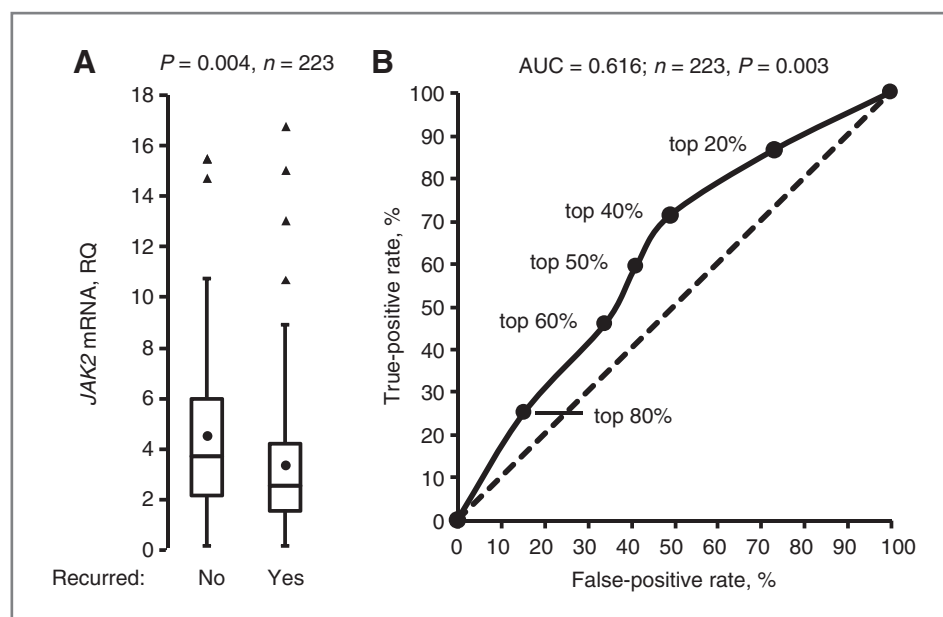 A
P = 0.004, n = 223
18
16
14
12
10
8
6
4
2
0
JAK2 mRNA, RQ
Recurred: No Yes
B
AUC = 0.616; n = 223, P = 0.003
100
90
80
70
60
50
40
30
20
10
0
True-positive rate, %
top 20%
top 40%
top 50%
top 60%
top 80%
0 10 20 30 40 50 60 70 80 90 100
False-positive rate, %